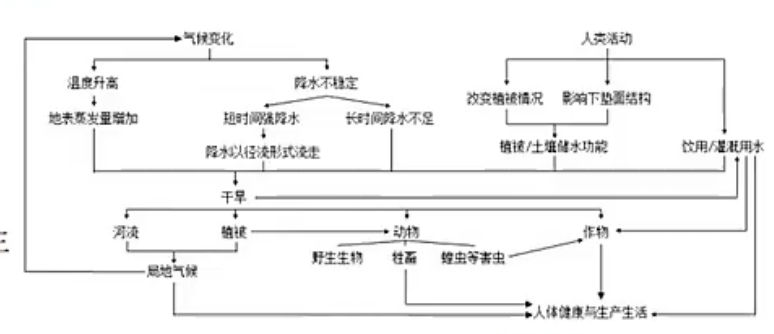 气候变化 人类活动
温度升高 降水不稳定
改变植被情况 影响下垫面结构
地表蒸发量增加 短时间强降水 长时间降水不足
降水以径流形式流走 植被/土壤储水功能 饮用/灌溉用水
干旱
河流 植被 动物 作物
野生生物 牲畜 蝗虫等害虫
局地气候
人体健康与生产生活